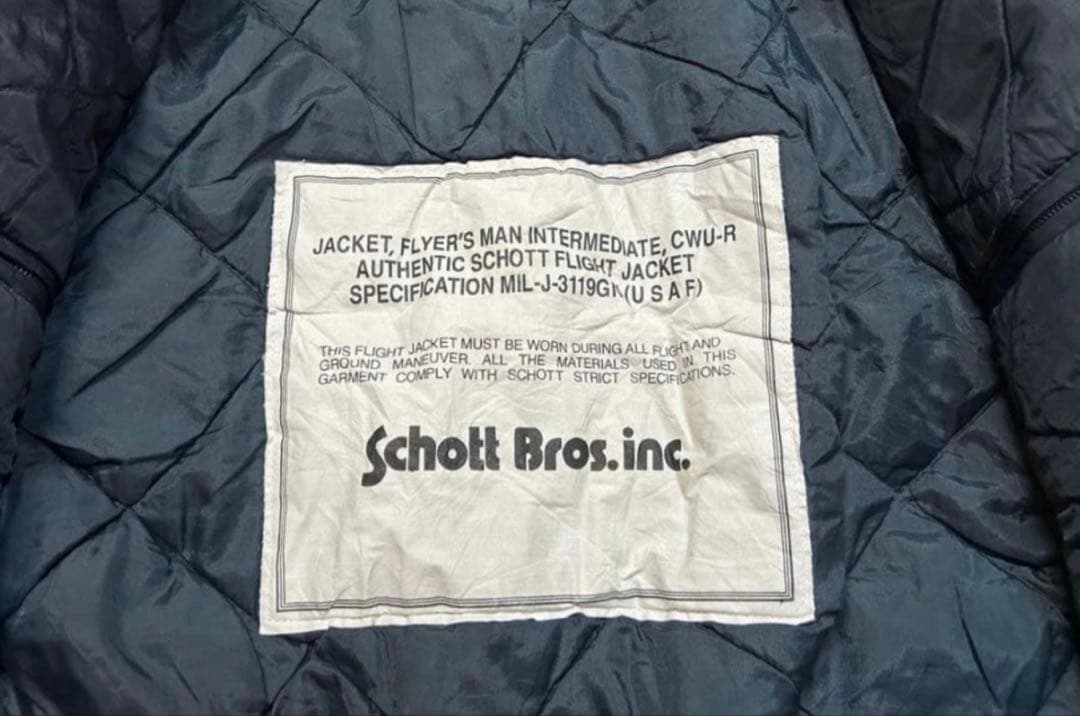 JACKET, FLYER'S MAN INTERMEDIATE, CWU-R
AUTHENTIC SCHOTT FLIGHT JACKET
SPECIFICATION MIL-J-3119GN (U S A F)
THIS FLIGHT JACKET MUST BE WORN DURING ALL FLIGHT AND
GROUND MANEUVER. ALL THE MATERIALS USED IN THIS
GARMENT COMPLY WITH SCHOTT STRICT SPECIFICATIONS.
Schott Bros. inc.